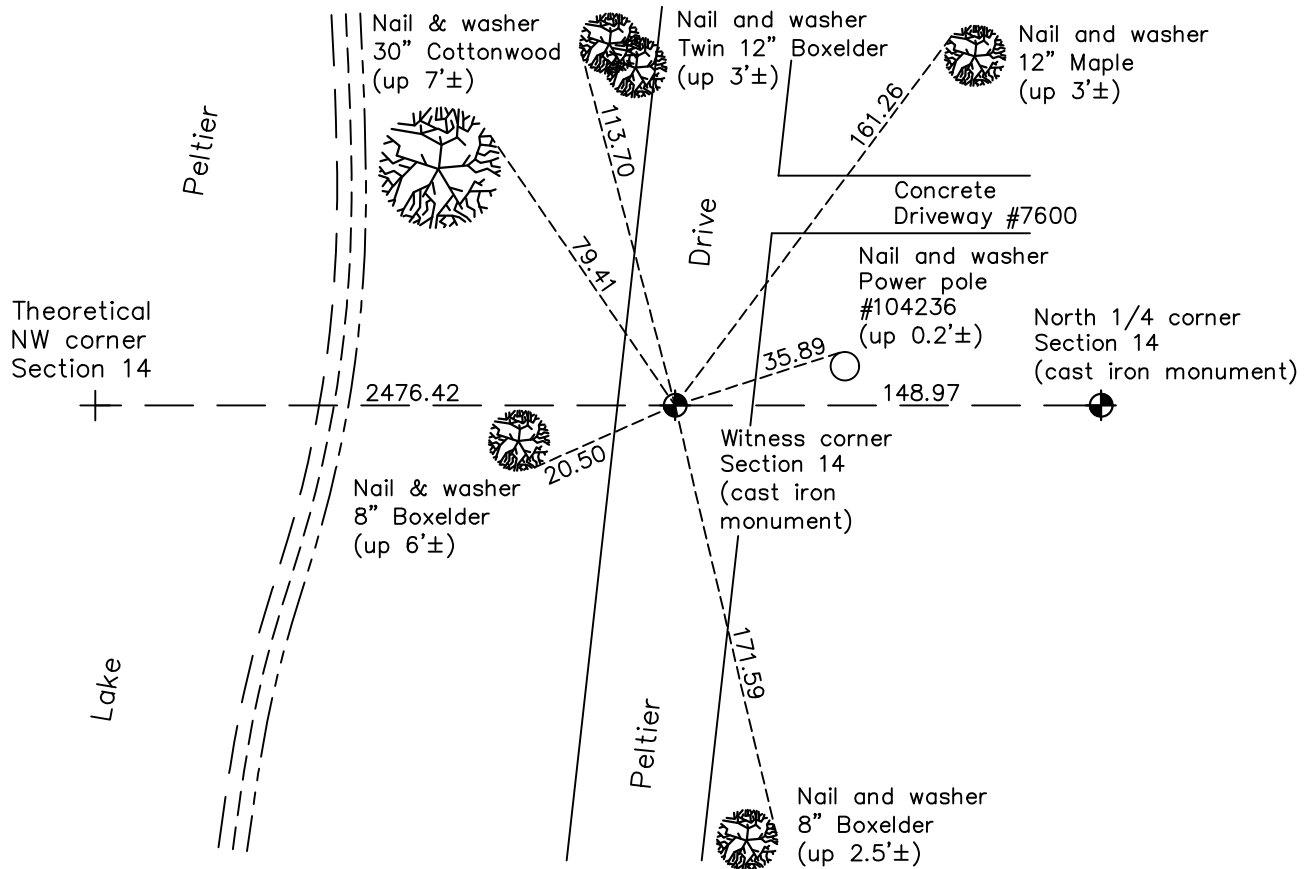 Nail & washer
30” Cottonwood
(up 7’±)
Nail and washer
Twin 12” Boxelder
(up 3’±)
Nail and washer
12” Maple
(up 3’±)
Peltier
113.70
161.26
Concrete
Driveway #7600
Drive
79.41
Nail and washer
Power pole
#104236
(up 0.2’±)
Theoretical
NW corner
Section 14
North 1/4 corner
Section 14
(cast iron monument)
35.89
2476.42
148.97
Witness corner
Section 14
(cast iron
monument)
20.50
Nail & washer
8” Boxelder
(up 6’±)
171.59
Lake
Peltier
Nail and washer
8” Boxelder
(up 2.5’±)